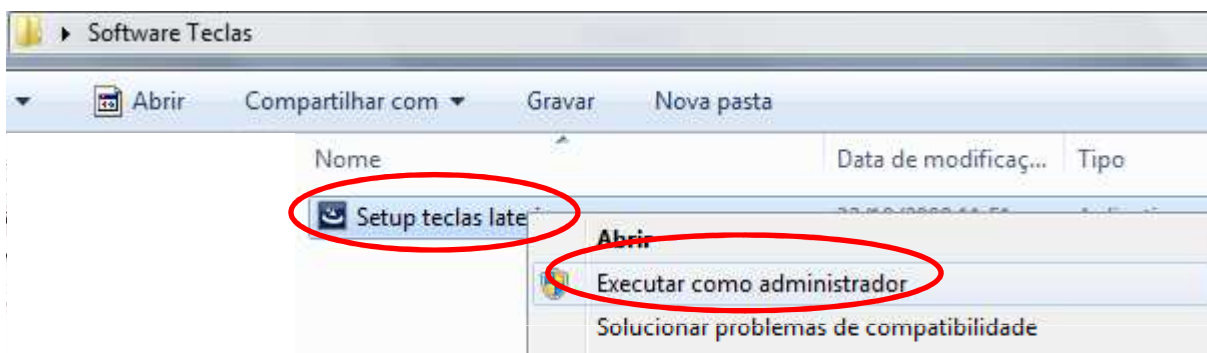 Software Teclas
Abrir Compartilhar com Gravar Nova pasta
Nome Data de modificaç... Tipo
Setup teclas
Abrir
Executar como administrador
Solucionar problemas de compatibilidade